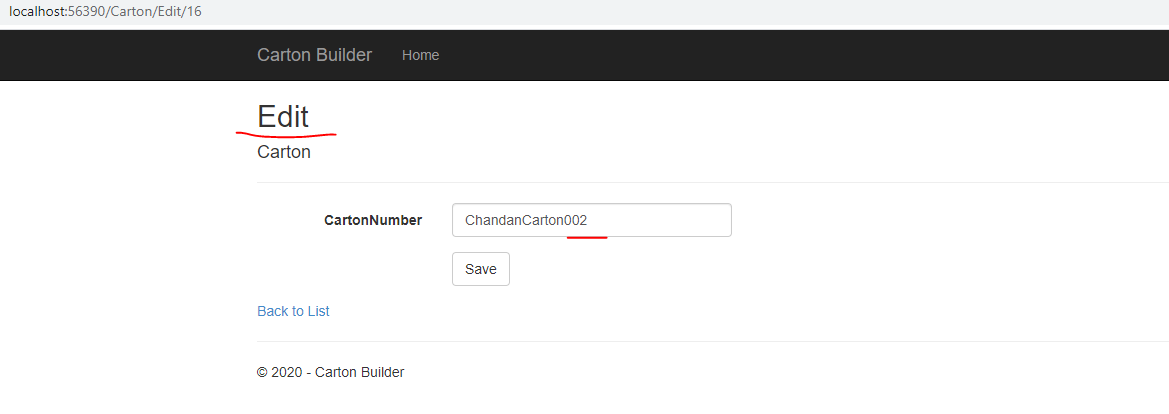 localhost:56390/Carton/Edit/16
Carton Builder Home
Edit
Carton
CartonNumber ChandanCarton002
Save
Back to List
© 2020 - Carton Builder